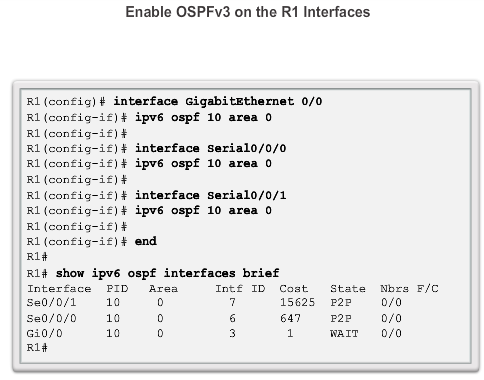 Enable OSPFv3 on the R1 Interfaces
R1(config)# interface GigabitEthernet 0/0
R1(config-if)# ipv6 ospf 10 area 0
R1(config-if)#
R1(config-if)# interface Serial0/0/0
R1(config-if)# ipv6 ospf 10 area 0
R1(config-if)#
R1(config-if)# interface Serial0/0/1
R1(config-if)# ipv6 ospf 10 area 0
R1(config-if)#
R1(config-if)# end
R1#
R1# show ipv6 ospf interfaces brief
Interface PID Area Intf ID Cost State Nbrs F/C
Se0/0/1 10 0 7 15625 P2P 0/0
Se0/0/0 10 0 6 647 P2P 0/0
Gi0/0 10 0 3 1 WAIT 0/0
R1#